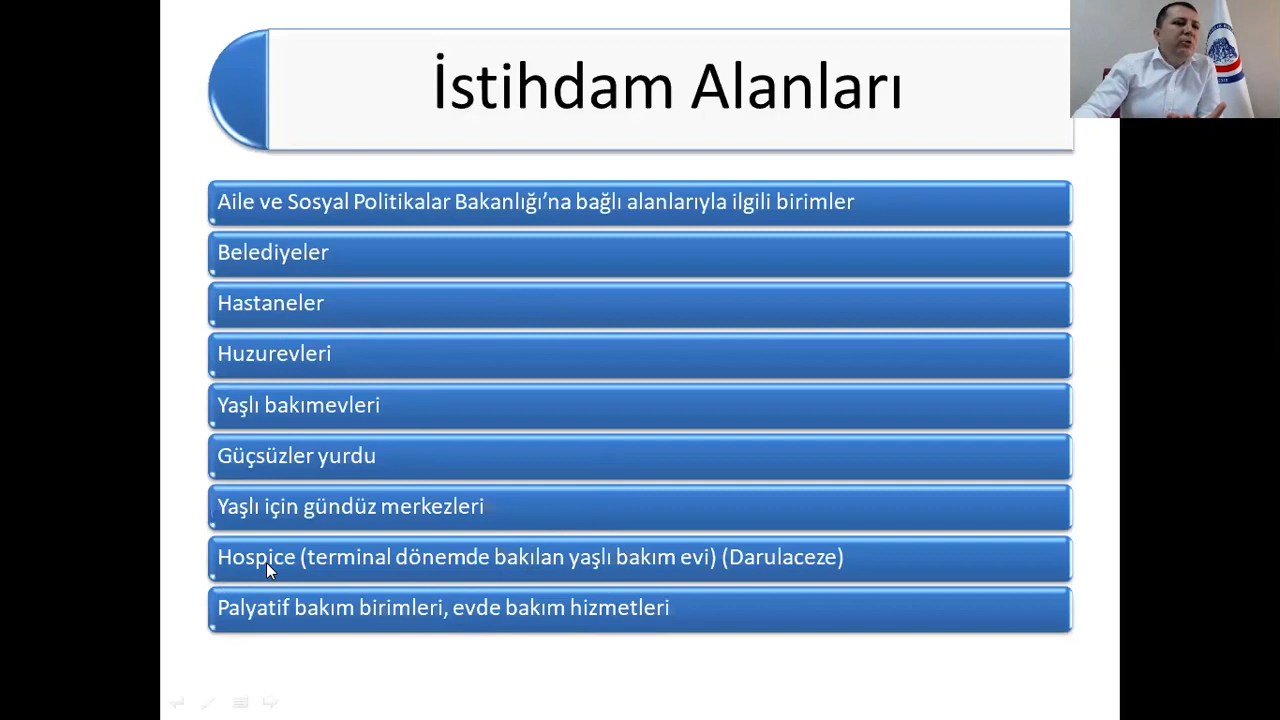 İstihdam Alanları
Aile ve Sosyal Politikalar Bakanlığı’na bağlı alanlarıyla ilgili birimler
Belediyeler
Hastaneler
Huzurevleri
Yaşlı bakımevleri
Güçsüzler yurdu
Yaşlı için gündüz merkezleri
Hospice (terminal dönemde bakılan yaşlı bakım evi) (Darulaceze)
Palyatif bakım birimleri, evde bakım hizmetleri